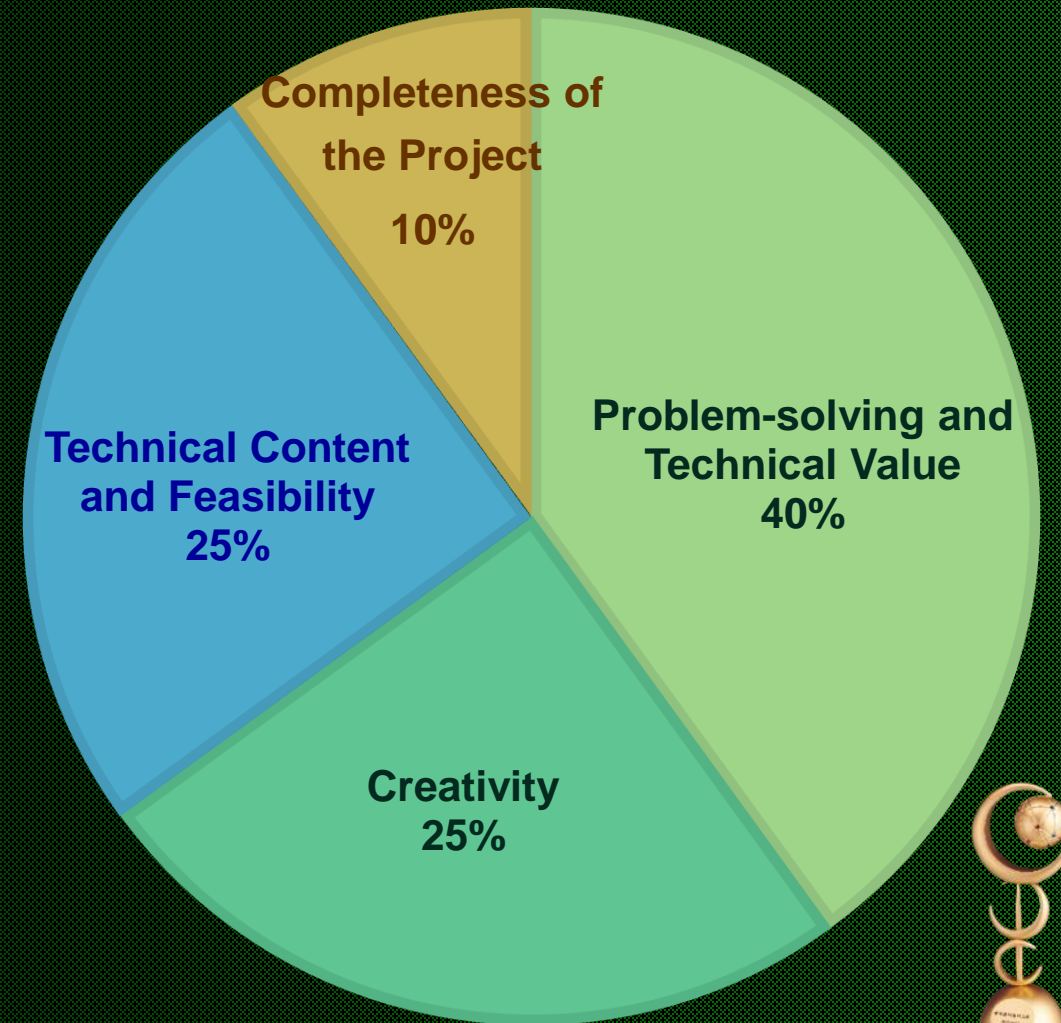 Completeness of
the Project
10%
Problem-solving and
Technical Value
40%
Technical Content
and Feasibility
25%
Creativity
25%